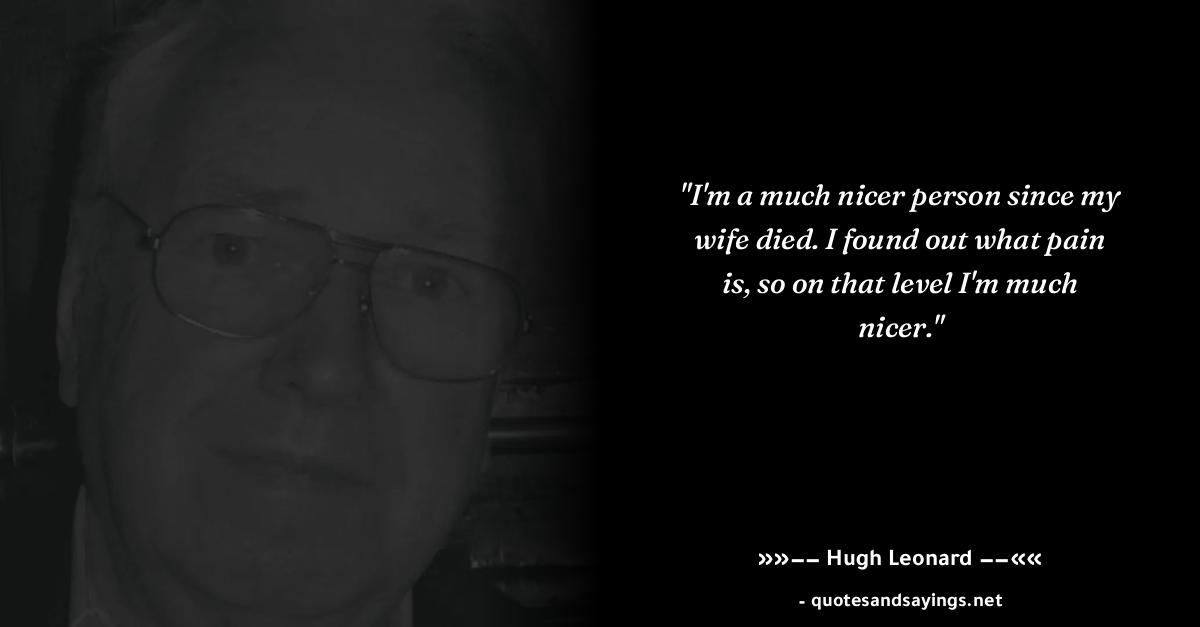 "I'm a much nicer person since my
wife died. I found out what pain
is, so on that level I'm much
nicer."
»»−− Hugh Leonard −−««
- quotesandsayings.net